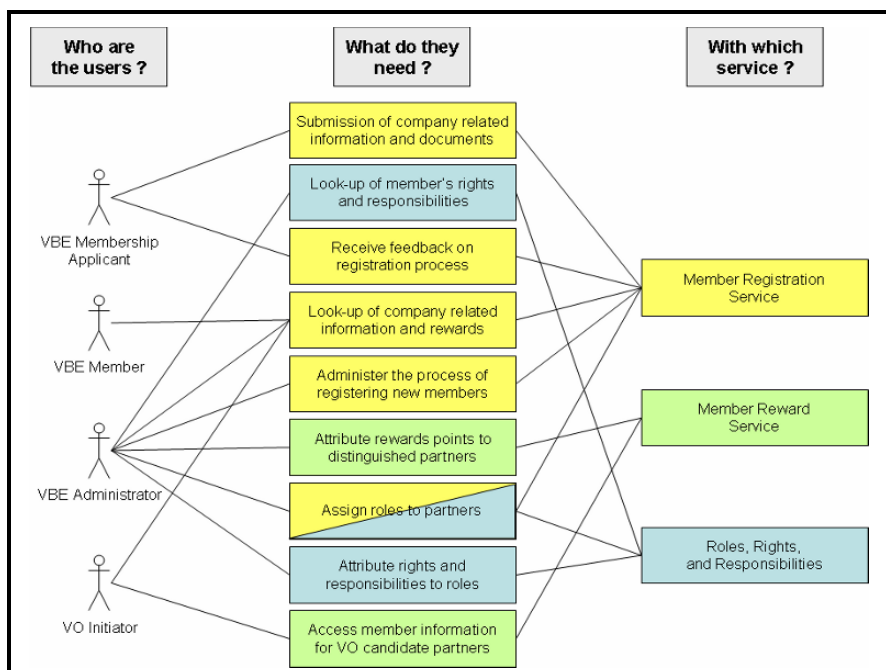 Who are
the users ?
What do they
need ?
With which
service ?
Submission of company related
information and documents
Look-up of member's rights
and responsibilities
VBE Membership
Applicant
Receive feedback on
registration process
Member Registration
Service
Look-up of company related
information and rewards
VBE Member
Administer the process of
registering new members
Member Reward
Service
Attribute rewards points to
distinguished partners
VBE Administrator
Assign roles to partners
Roles, Rights,
and Responsibilities
Attribute rights and
responsibilities to roles
VO Initiator
Access member information
for VO candidate partners